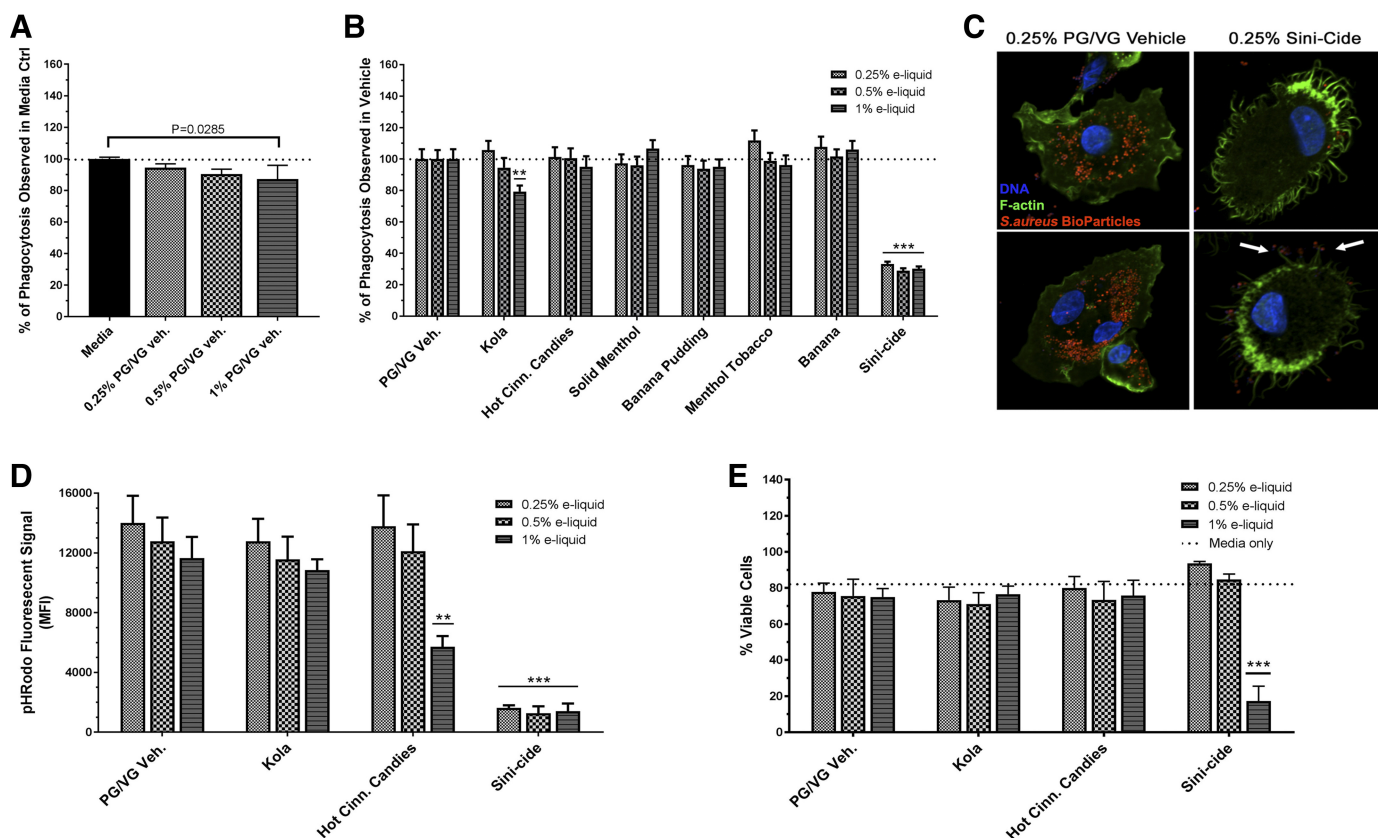 A
% of Phagocytosis Observed in Media Ctrl
160
140
120
100
80
60
40
20
0
P=0.0285
Media
0.25% PG/VG veh.
0.5% PG/VG veh.
1% PG/VG veh.
B
% of Phagocytosis Observed in Vehicle
160
140
120
100
80
60
40
20
0
0.25% e-liquid
0.5% e-liquid
1% e-liquid
**
***
PG/VG Veh.
Kola
Hot Cinn. Candies
Solid Menthol
Banana Pudding
Menthol Tobacco
Banana
Sini-cide
C
0.25% PG/VG Vehicle
0.25% Sini-Cide
DNA
F-actin
S.aureus BioParticles
D
pHRodo Fluorescent Signal
(MFI)
16000
12000
8000
4000
0
0.25% e-liquid
0.5% e-liquid
1% e-liquid
**
***
PG/VG Veh.
Kola
Hot Cinn. Candies
Sini-cide
E
% Viable Cells
140
120
100
80
60
40
20
0
0.25% e-liquid
0.5% e-liquid
1% e-liquid
Media only
***
PG/VG Veh.
Kola
Hot Cinn. Candies
Sini-cide